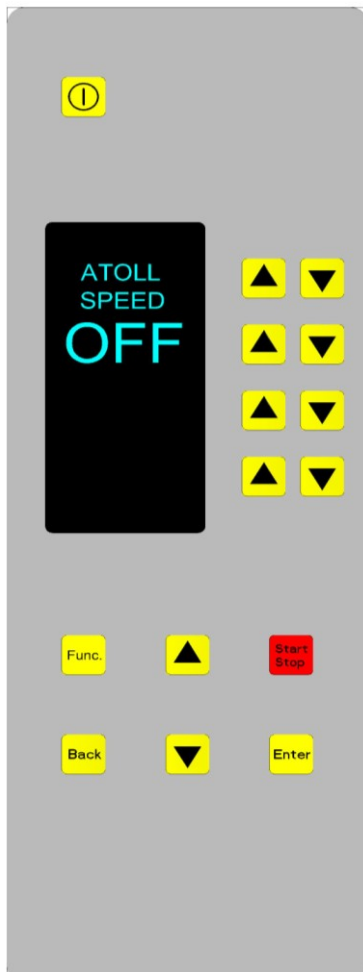 ATOLL
SPEED
OFF
Func.
Start
Stop
Back
Enter